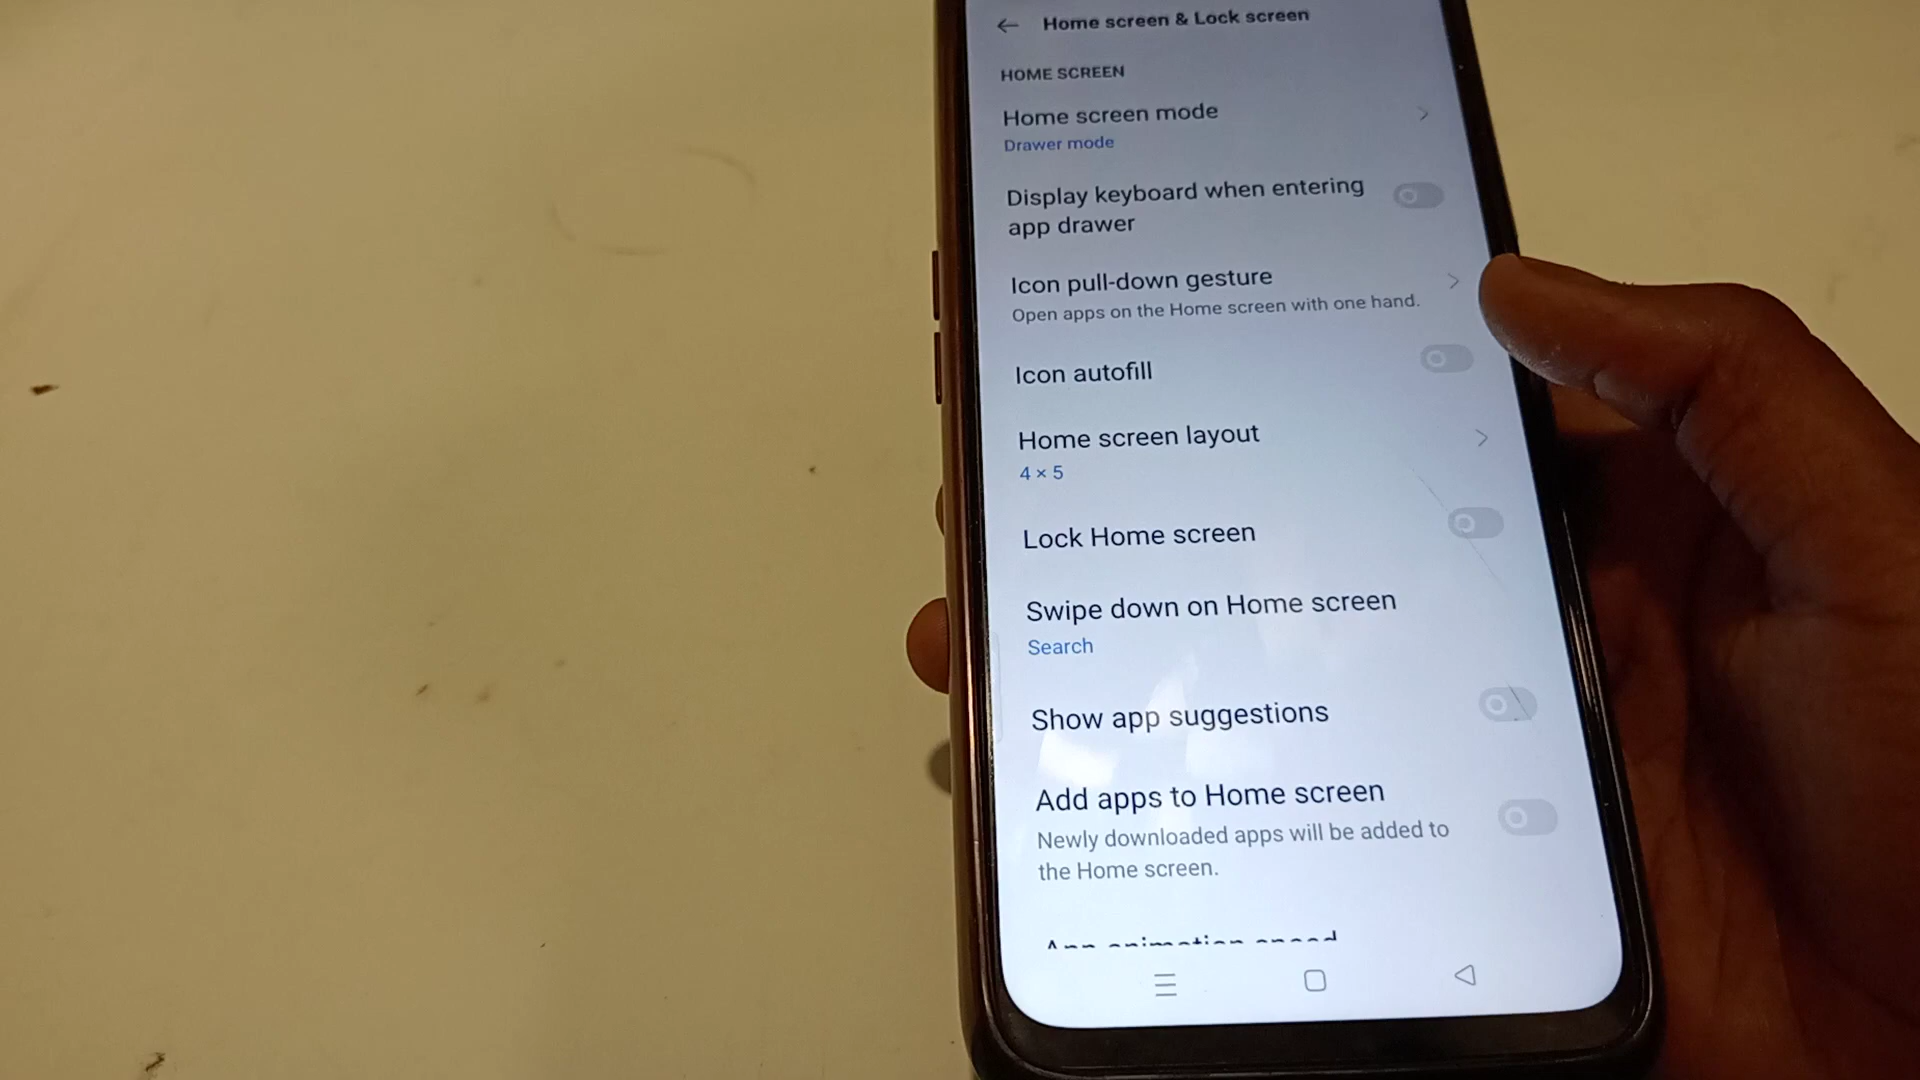 Home screen & Lock screen
HOME SCREEN
Home screen mode
Drawer mode
Display keyboard when entering
app drawer
Icon pull-down gesture
Open apps on the Home screen with one hand.
Icon autofill
Home screen layout
4 × 5
Lock Home screen
Swipe down on Home screen
Search
Show app suggestions
Add apps to Home screen
Newly downloaded apps will be added to
the Home screen.